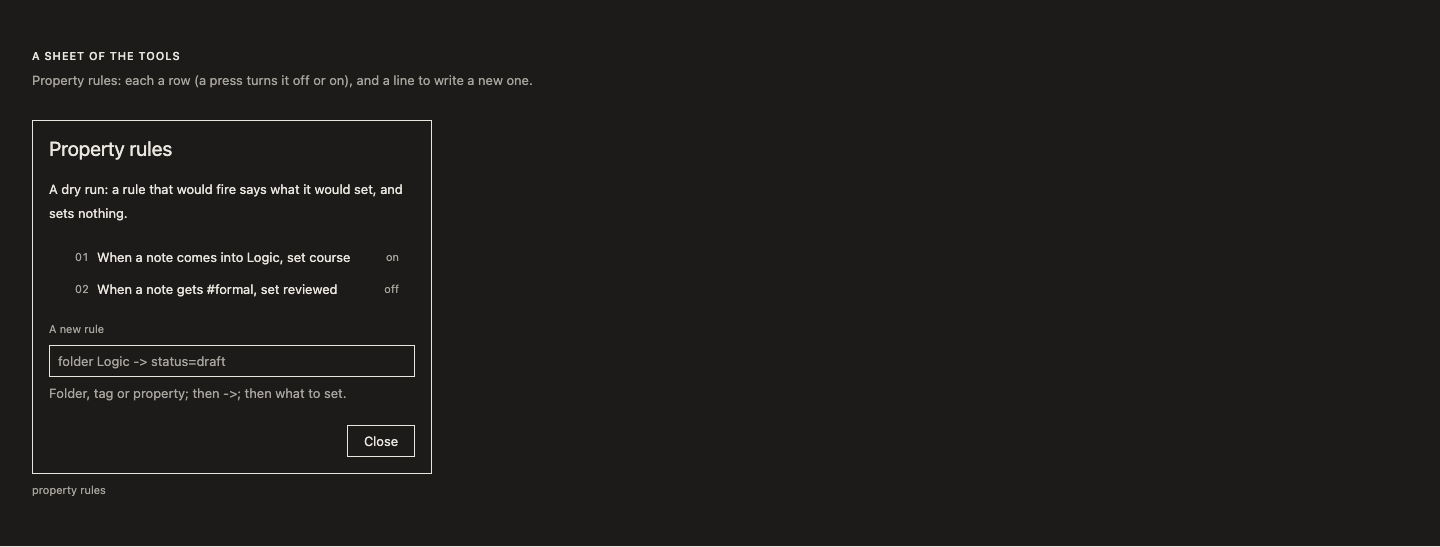 A SHEET OF THE TOOLS
Property rules: each a row (a press turns it off or on), and a line to write a new one.
Property rules
A dry run: a rule that would fire says what it would set, and
sets nothing.
01 When a note comes into Logic, set course on
02 When a note gets #formal, set reviewed off
A new rule
folder Logic -> status=draft
Folder, tag or property; then ->; then what to set.
Close
property rules